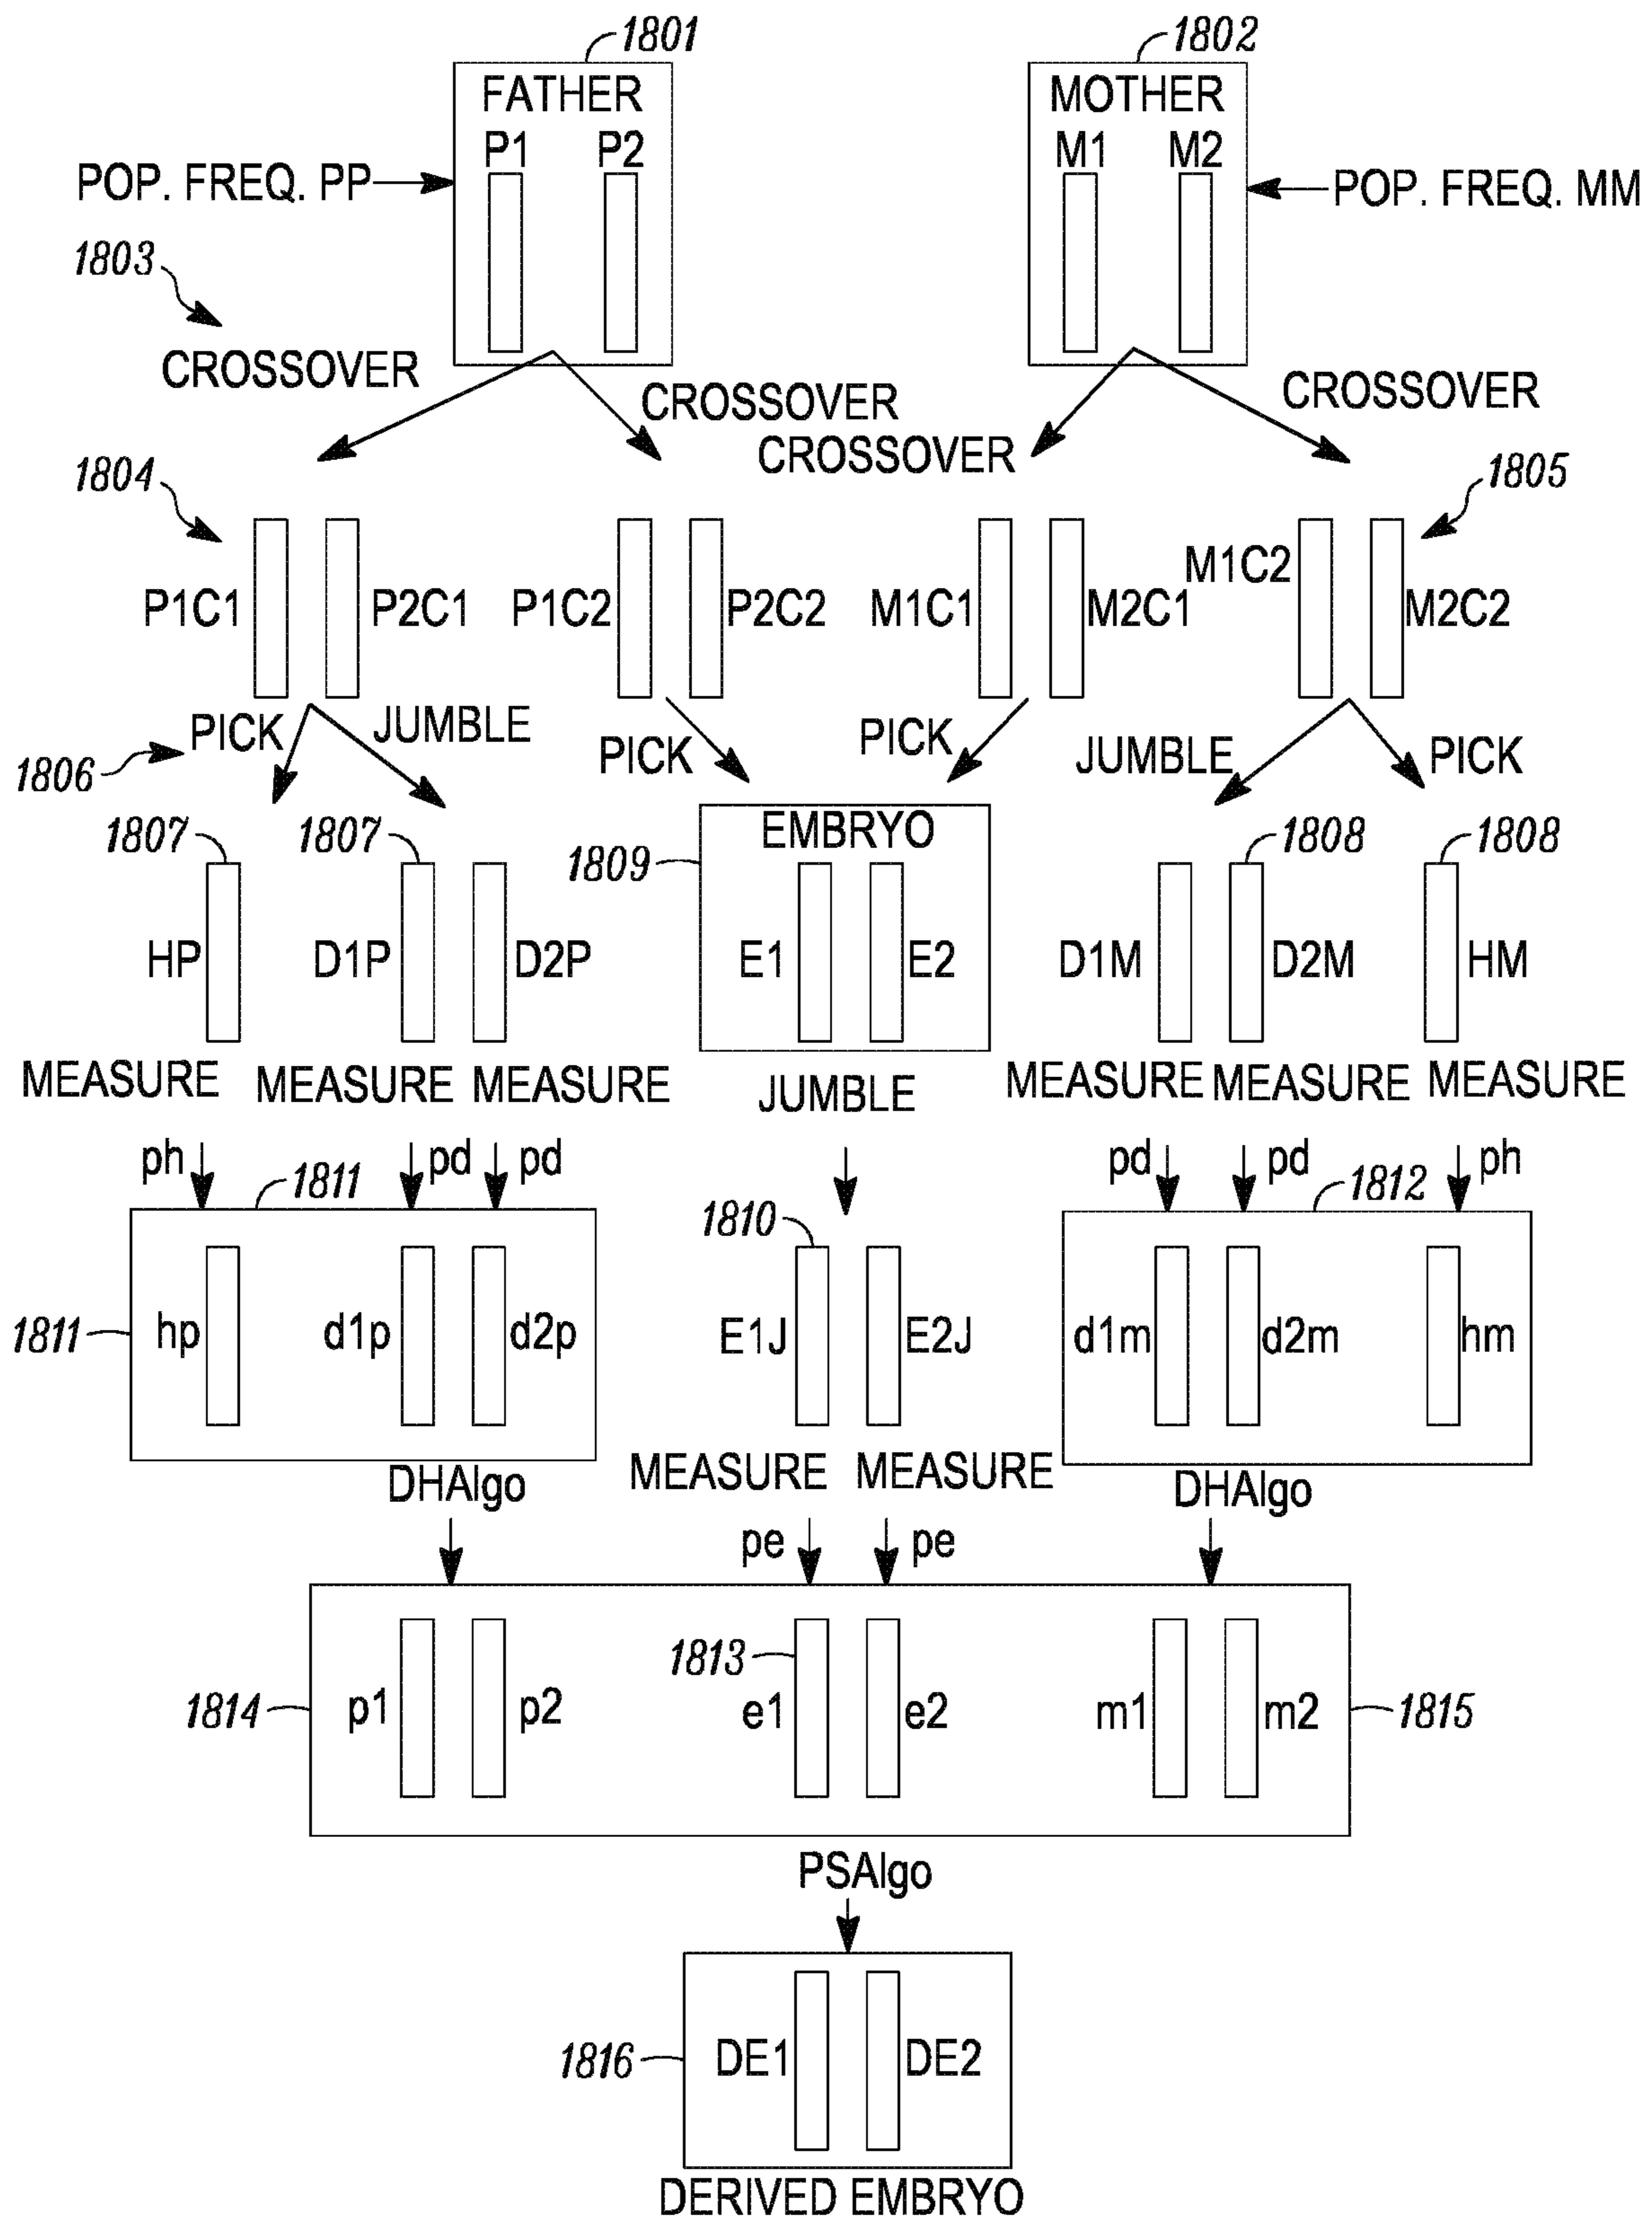 1801 1802
FATHER MOTHER
P1 P2 M1 M2
POP. FREQ. PP POP. FREQ. MM
1803
CROSSOVER CROSSOVER CROSSOVER CROSSOVER
1804 1805
P1C1 P2C1 P1C2 P2C2 M1C1 M2C1 M1C2 M2C2
1806 PICK JUMBLE PICK PICK JUMBLE PICK
1807 1807 1809 EMBRYO 1808 1808
HP D1P D2P E1 E2 D1M D2M HM
MEASURE MEASURE MEASURE JUMBLE MEASURE MEASURE MEASURE
ph pd pd pd pd ph
1811 1810 1812
1811 hp d1p d2p E1J E2J d1m d2m hm
DHAlgo MEASURE MEASURE DHAlgo
pe pe
1813
1814 p1 p2 e1 e2 m1 m2 1815
PSAlgo
1816 DE1 DE2
DERIVED EMBRYO